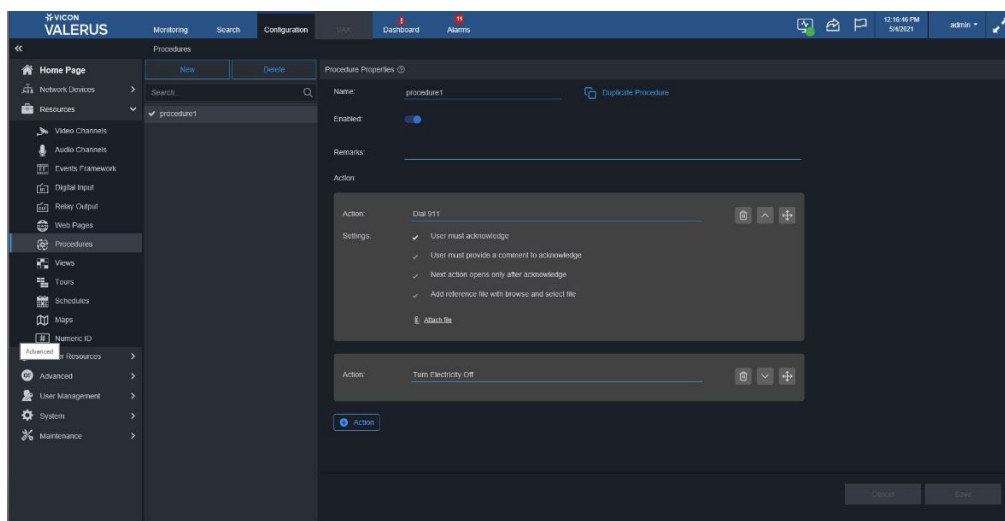 VICON
VALERUS
Monitoring
Search
Configuration
VAX
Dashboard
Alarms
11
12:16:46 PM
5/4/2021
admin
Procedures
Home Page
Network Devices
Resources
Video Channels
Audio Channels
Events Framework
Digital Input
Relay Output
Web Pages
Procedures
Views
Tours
Schedules
Maps
# Numeric ID
Advanced
r Resources
Advanced
User Management
System
Maintenance
New
Delete
Search...
procedure1
Procedure Properties
Name: procedure1
Duplicate Procedure
Enabled:
Remarks:
Action:
Action: Dial 911
Settings: User must acknowledge
User must provide a comment to acknowledge
Next action opens only after acknowledge
Add reference file with browse and select file
Attach file
Action: Turn Electricity Off
Action
Cancel
Save